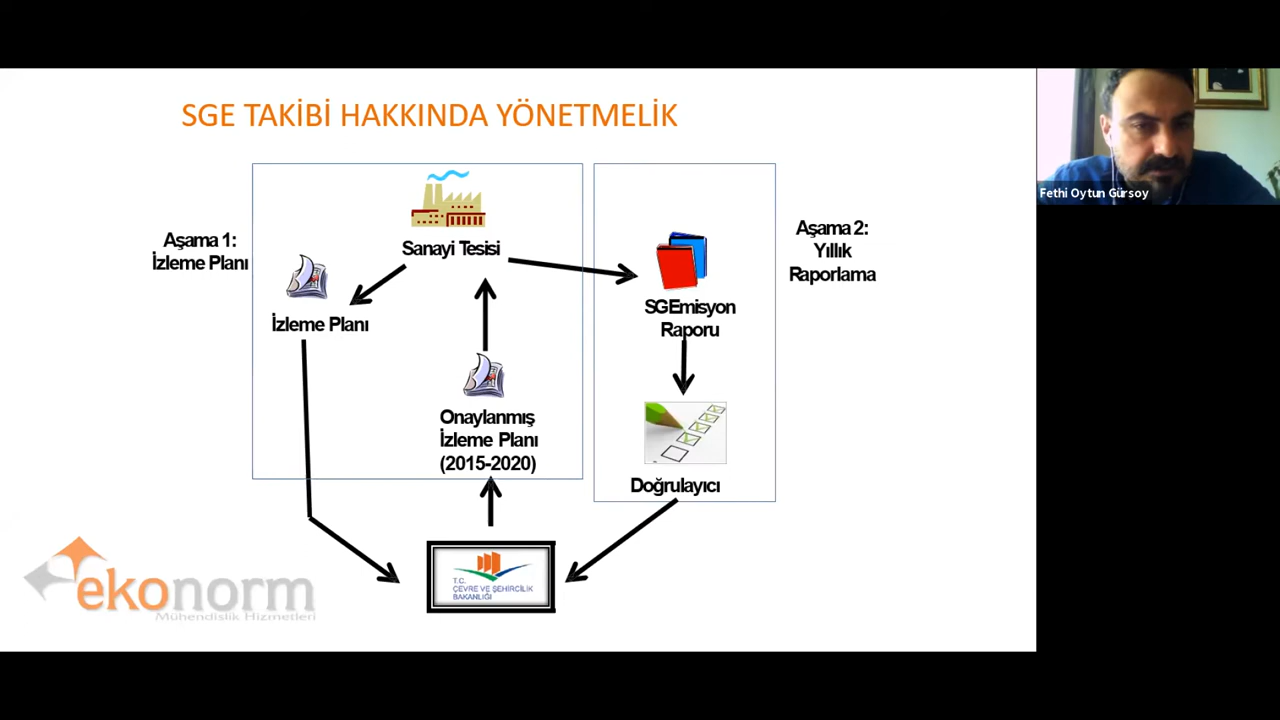 SGE TAKİBİ HAKKINDA YÖNETMELİK
Fethi Oytun Gürsoy
Aşama 1:
İzleme Planı
Sanayi Tesisi
Aşama 2:
Yıllık
Raporlama
İzleme Planı
SGEmisyon
Raporu
Onaylanmış
İzleme Planı
(2015-2020)
Doğrulayıcı
T.C.
ÇEVRE VE ŞEHİRCİLİK
BAKANLIĞI
ekonorm
Mühendislik Hizmetleri